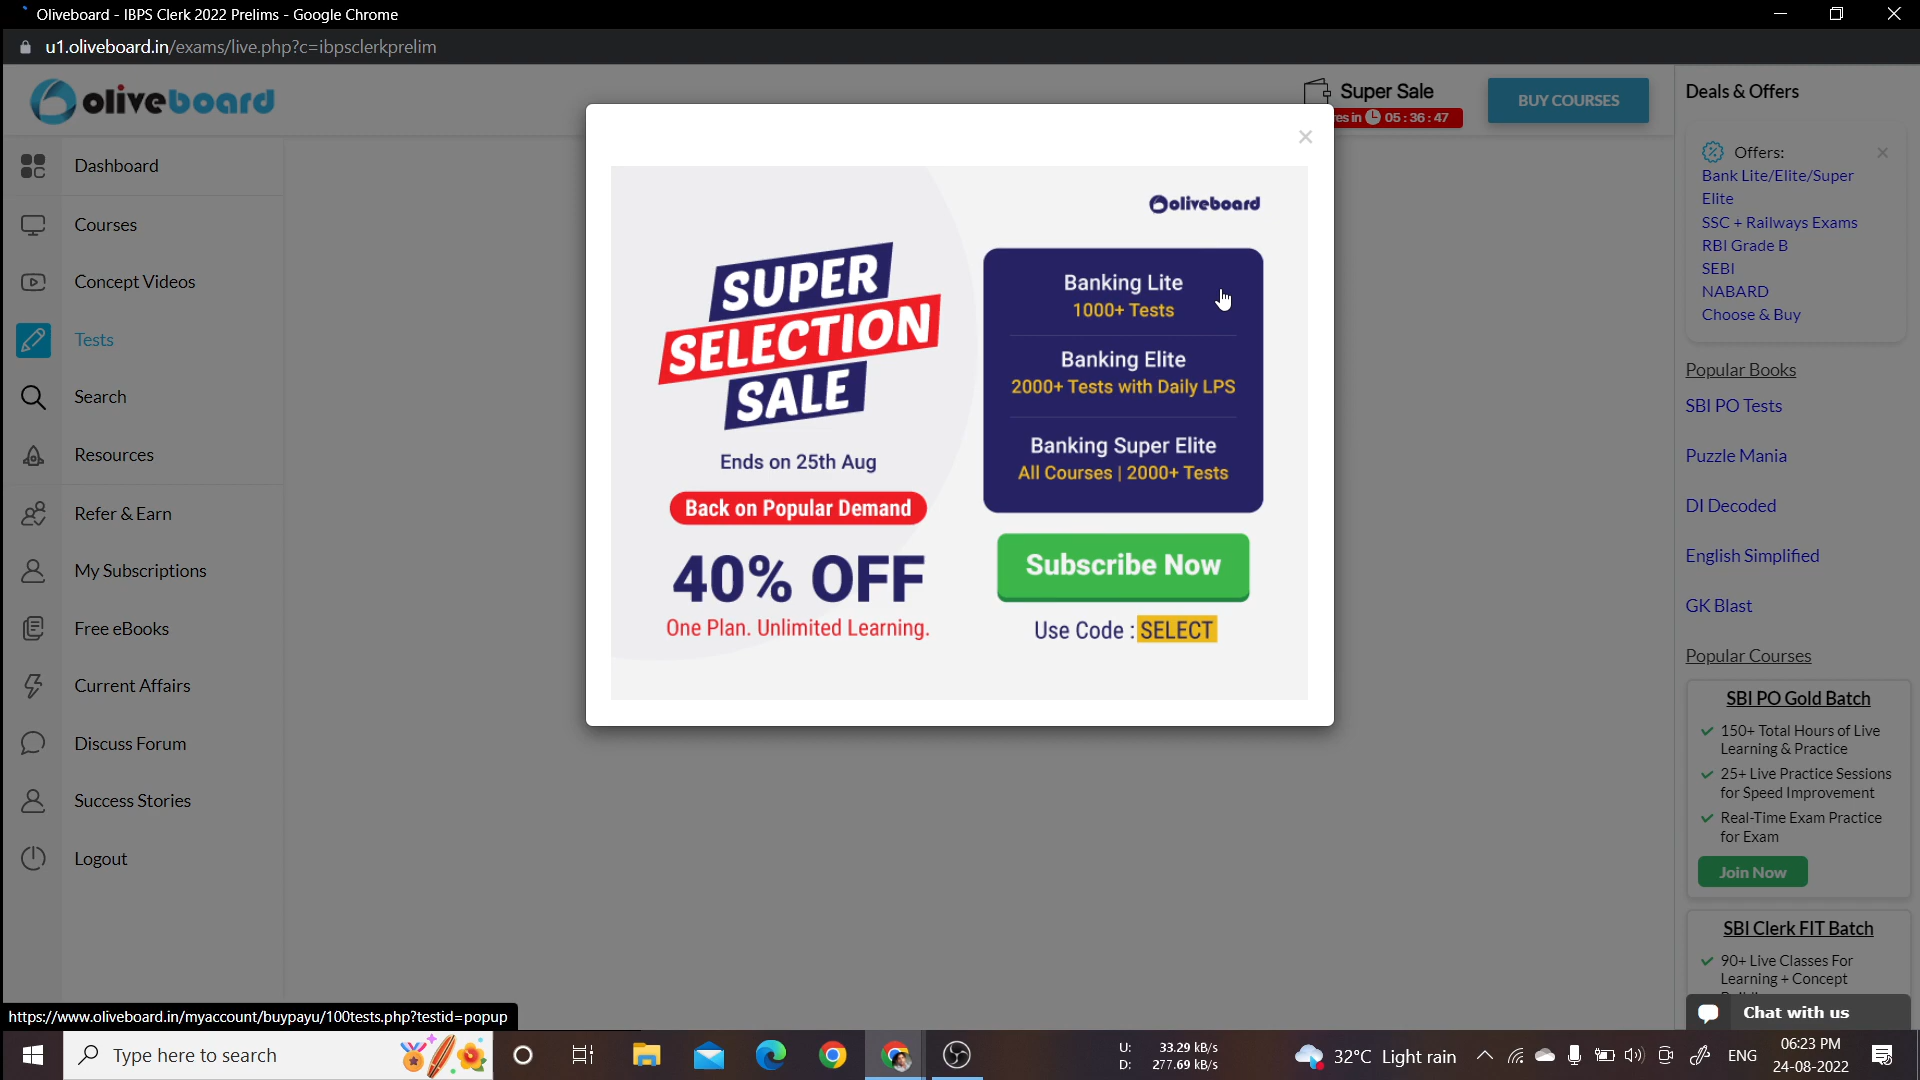 Oliveboard - IBPS Clerk 2022 Prelims - Google Chrome
u1.oliveboard.in/exams/live.php?c=ibpsclerkprelim
oliveboard
Super Sale
res in 05 : 36 : 47
BUY COURSES
Dashboard
Courses
Concept Videos
Tests
Search
Resources
Refer & Earn
My Subscriptions
Free eBooks
Current Affairs
Discuss Forum
Success Stories
Logout
oliveboard
SUPER
SELECTION
SALE
Ends on 25th Aug
Back on Popular Demand
40% OFF
One Plan. Unlimited Learning.
Banking Lite
1000+ Tests
Banking Elite
2000+ Tests with Daily LPS
Banking Super Elite
All Courses | 2000+ Tests
Subscribe Now
Use Code : SELECT
Deals & Offers
Offers:
Bank Lite/Elite/Super
Elite
SSC + Railways Exams
RBI Grade B
SEBI
NABARD
Choose & Buy
Popular Books
SBI PO Tests
Puzzle Mania
DI Decoded
English Simplified
GK Blast
Popular Courses
SBI PO Gold Batch
150+ Total Hours of Live
Learning & Practice
25+ Live Practice Sessions
for Speed Improvement
Real-Time Exam Practice
for Exam
Join Now
SBI Clerk FIT Batch
90+ Live Classes For
Learning + Concept
Chat with us
https://www.oliveboard.in/myaccount/buypayu/100tests.php?testid=popup
Type here to search
U: 33.29 kB/s
D: 277.69 kB/s
32°C Light rain
ENG
06:23 PM
24-08-2022